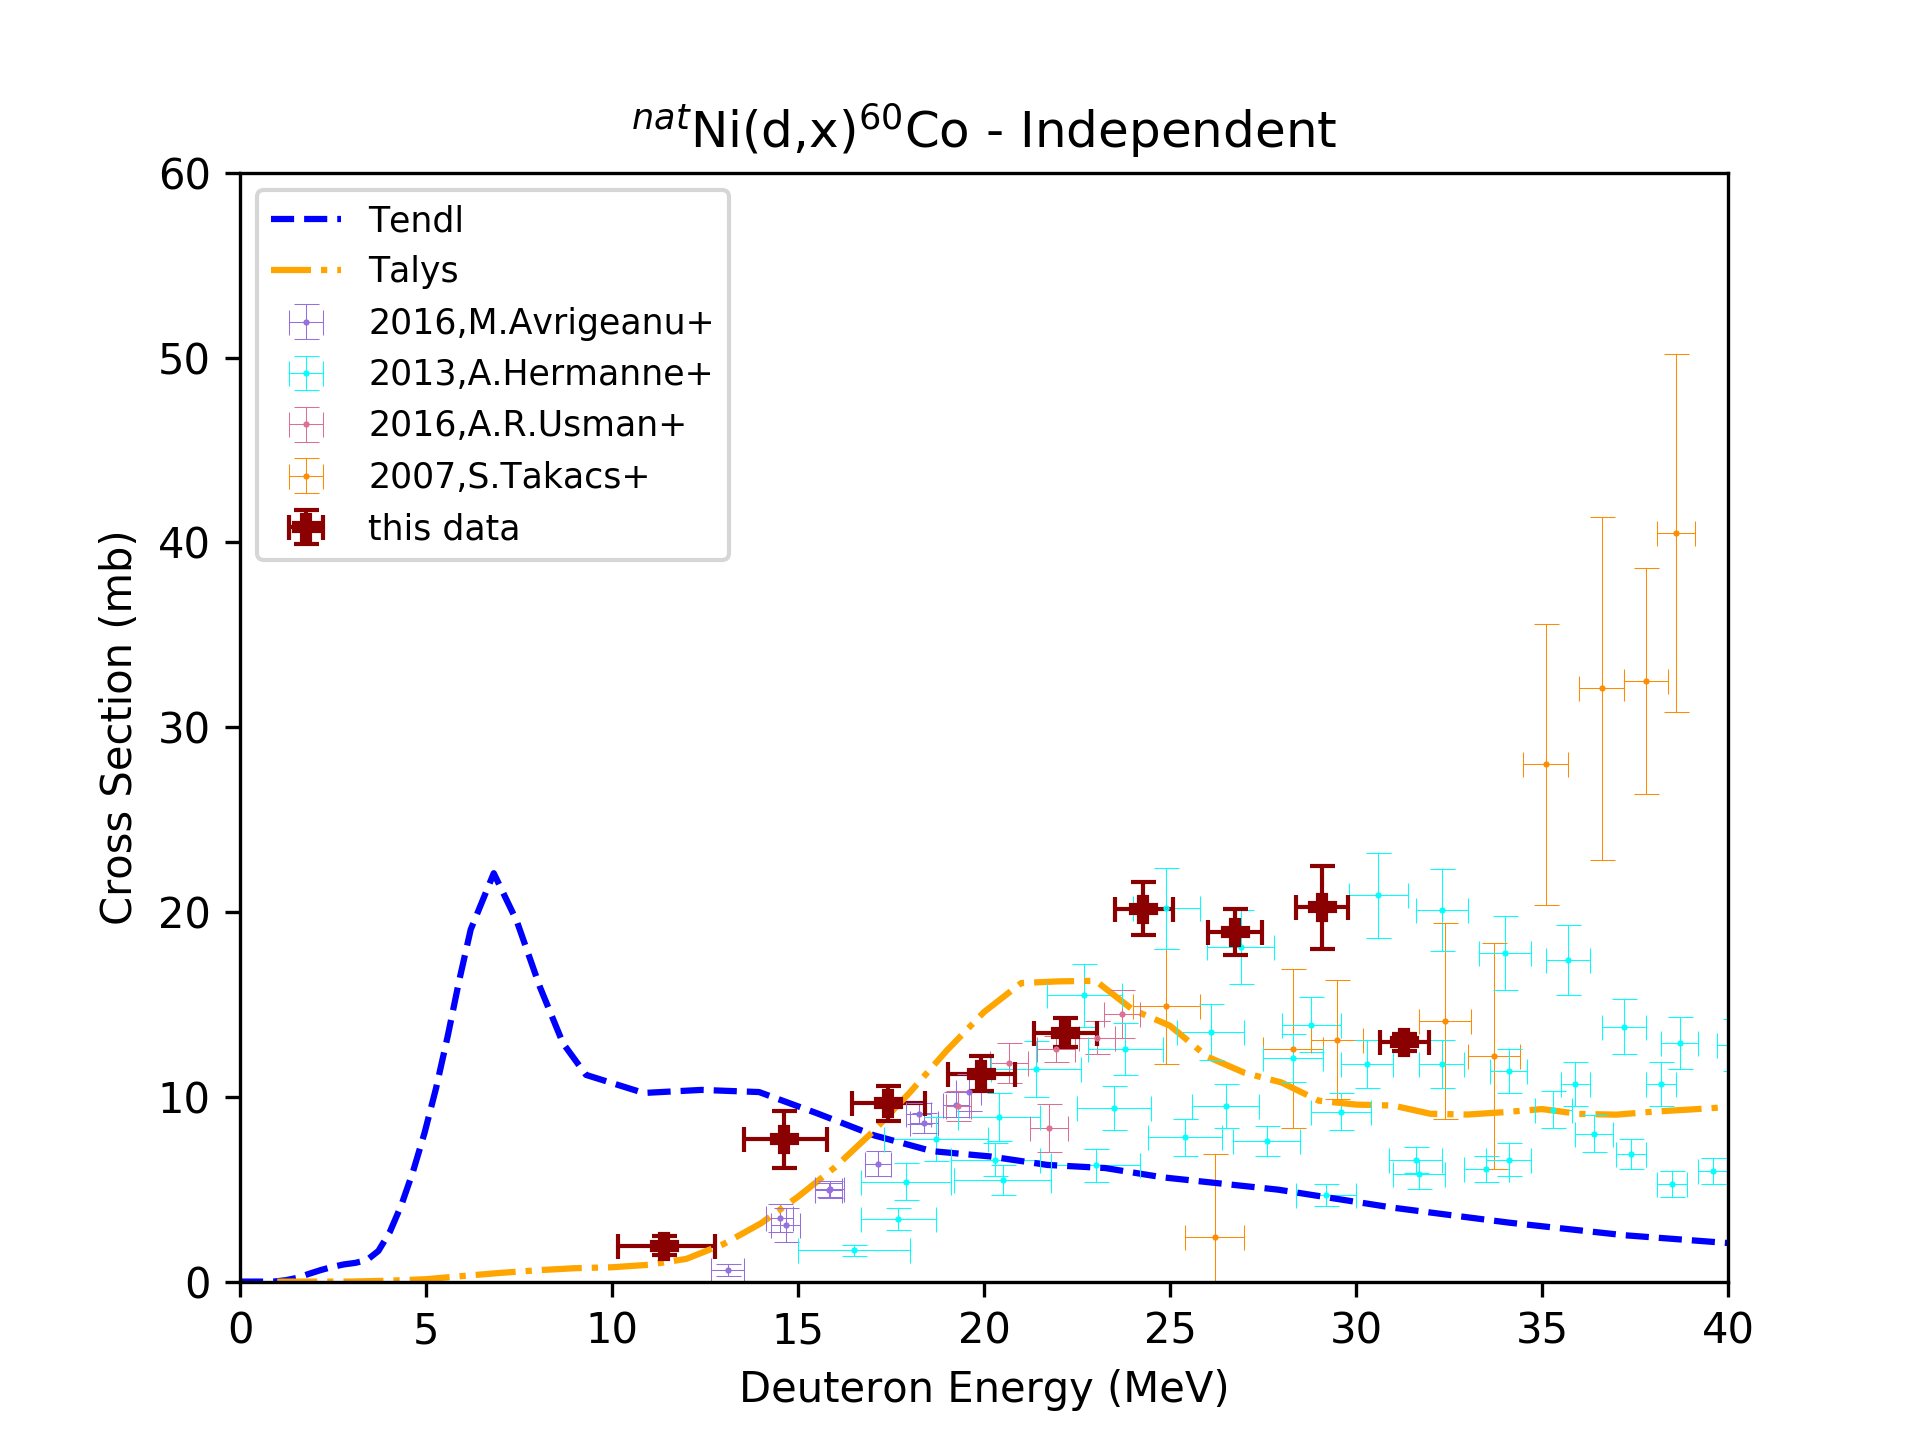 ⁿᵃᵗNi(d,x)⁶⁰Co - Independent
60
50
40
30
20
10
0
Cross Section (mb)
Tendl
Talys
2016,M.Avrigeanu+
2013,A.Hermanne+
2016,A.R.Usman+
2007,S.Takacs+
this data
0 5 10 15 20 25 30 35 40
Deuteron Energy (MeV)